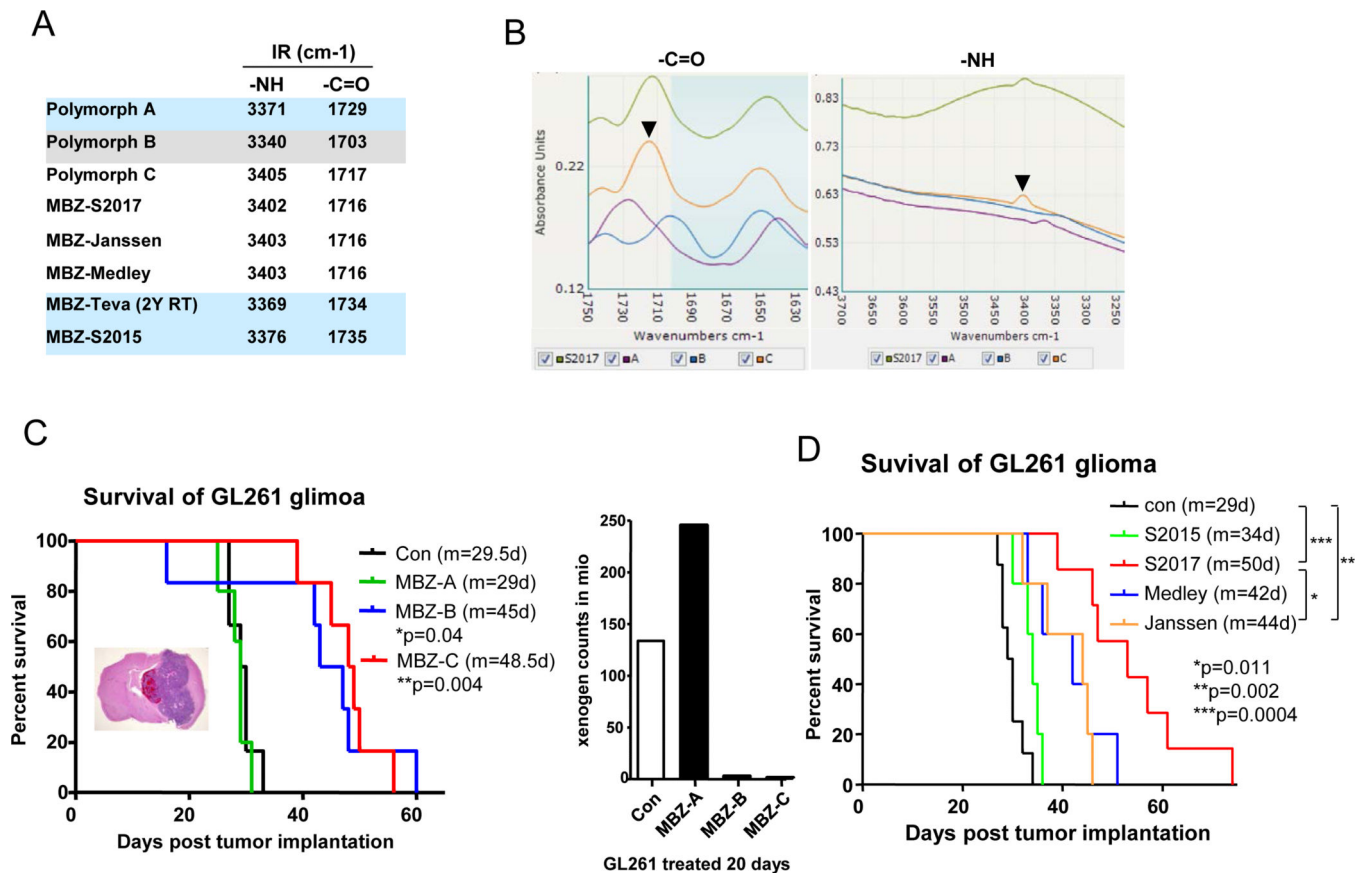 A
IR (cm-1)
-NH -C=O
Polymorph A 3371 1729
Polymorph B 3340 1703
Polymorph C 3405 1717
MBZ-S2017 3402 1716
MBZ-Janssen 3403 1716
MBZ-Medley 3403 1716
MBZ-Teva (2Y RT) 3369 1734
MBZ-S2015 3376 1735
B
-C=O
Absorbance Units
0.22
0.12
1750 1730 1710 1690 1670 1650 1630
Wavenumbers cm-1
S2017 A B C
-NH
0.83
0.73
0.63
0.53
0.43
3700 3650 3600 3550 3500 3450 3400 3350 3300 3250
Wavenumbers cm-1
S2017 A B C
C
Survival of GL261 glimoa
Percent survival
100
80
60
40
20
0
0 20 40 60
Days post tumor implantation
Con (m=29.5d)
MBZ-A (m=29d)
MBZ-B (m=45d)
*p=0.04
MBZ-C (m=48.5d)
**p=0.004
xenogen counts in mio
250
200
150
100
50
0
Con MBZ-A MBZ-B MBZ-C
GL261 treated 20 days
D
Suvival of GL261 glioma
Percent survival
100
80
60
40
20
0
0 20 40 60
Days post tumor implantation
con (m=29d)
S2015 (m=34d)
S2017 (m=50d)
Medley (m=42d)
Janssen (m=44d)
***
*
**
*p=0.011
**p=0.002
***p=0.0004